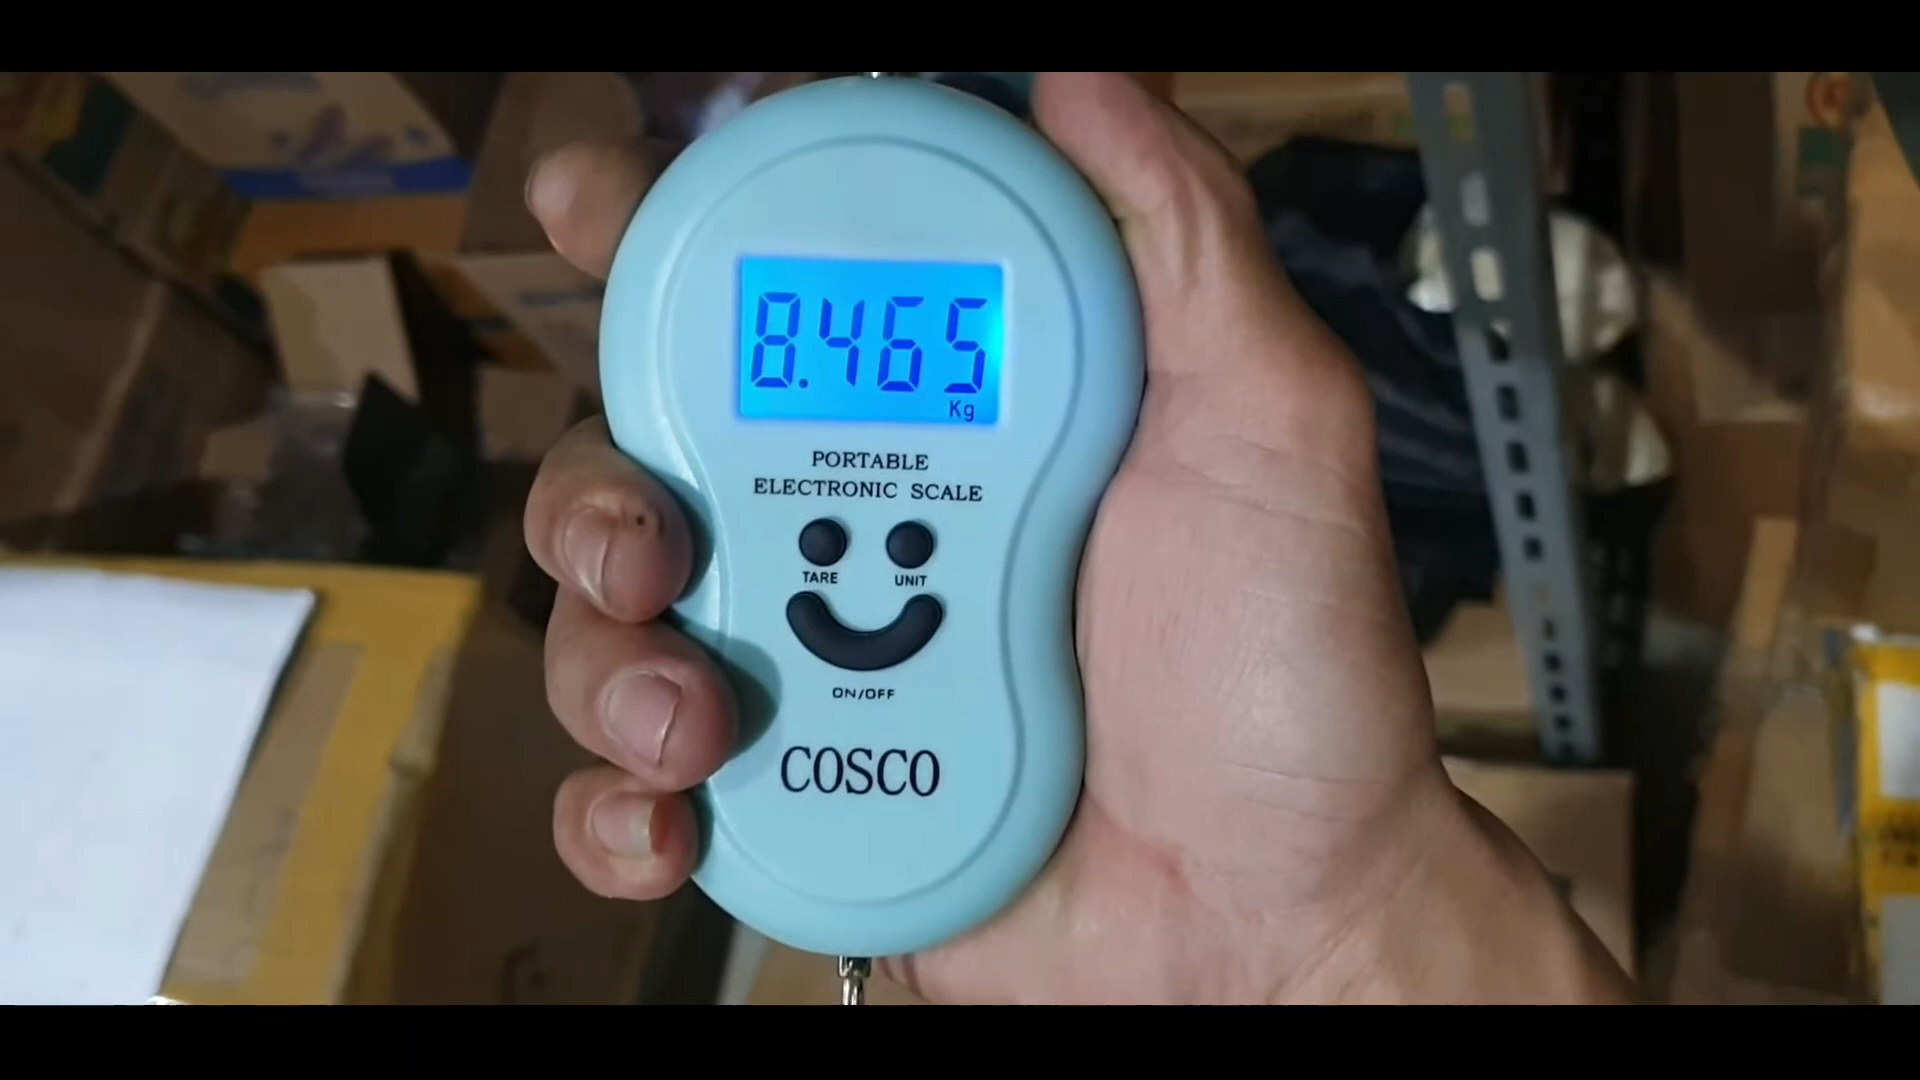 8.465
Kg
PORTABLE
ELECTRONIC SCALE
TARE UNIT
ON/OFF
COSCO